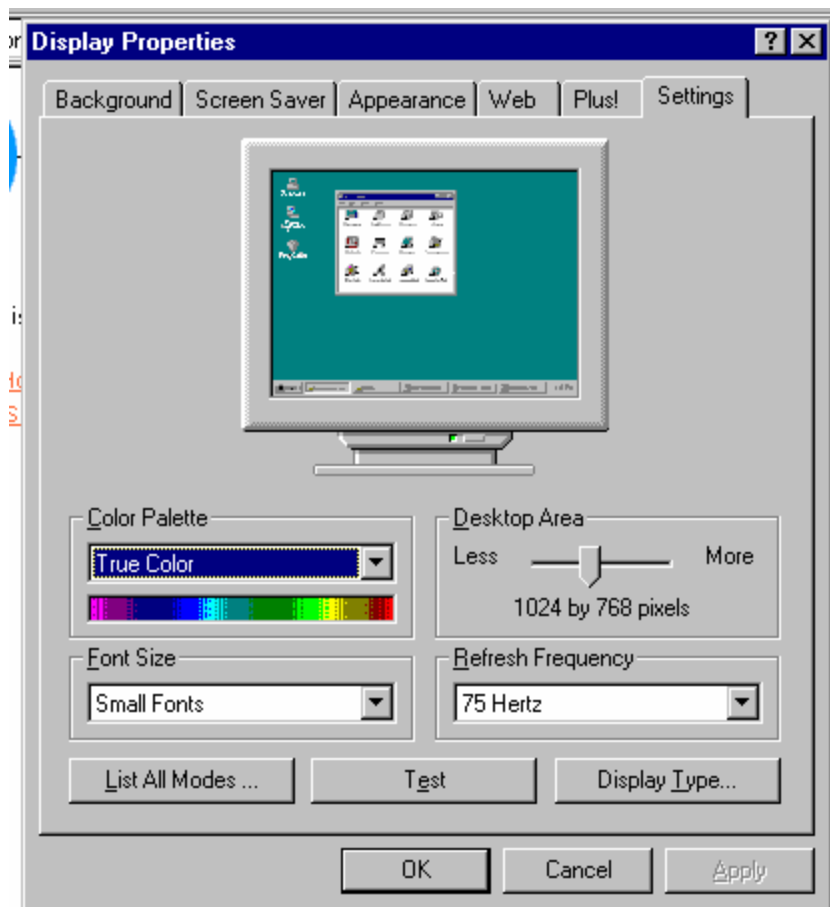 or
Display Properties
Background Screen Saver Appearance Web Plus! Settings
is
Color Palette
True Color
Desktop Area
Less More
1024 by 768 pixels
Font Size
Small Fonts
Refresh Frequency
75 Hertz
List All Modes ... Test Display Type...
OK Cancel Apply